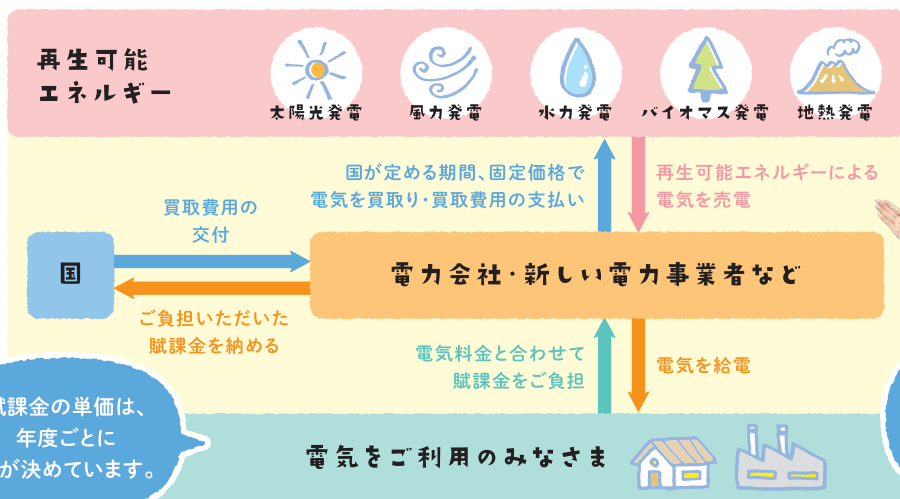 再生可能
エネルギー
太陽光発電
風力発電
水力発電
バイオマス発電
地熱発電
国が定める期間、固定価格で
電気を買取り・買取費用の支払い
再生可能エネルギーによる
電気を売電
買取費用の
交付
国
電力会社・新しい電力事業者など
ご負担いただいた
賦課金を納める
電気料金と合わせて
賦課金をご負担
電気を給電
賦課金の単価は、
年度ごとに
が決めています。
電気をご利用のみなさま